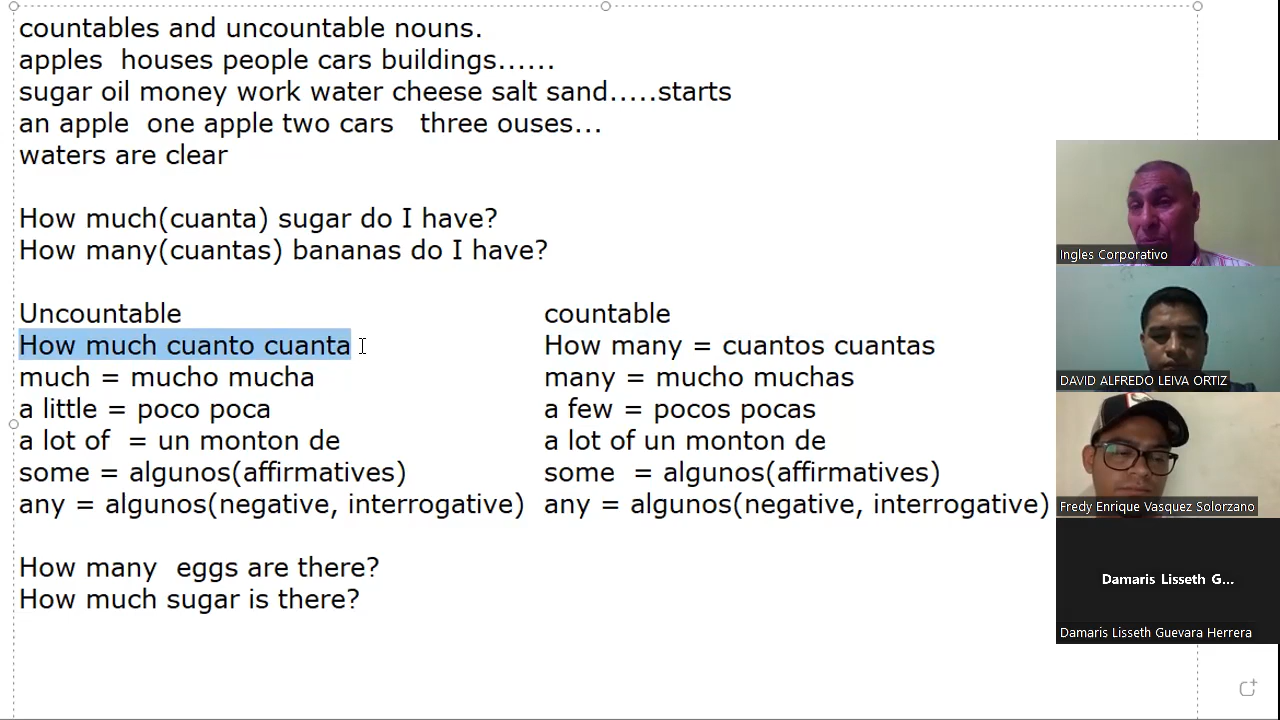 countables and uncountable nouns.
apples  houses people cars buildings……
sugar oil money work water cheese salt sand…..starts
an apple  one apple two cars   three ouses…
waters are clear
How much(cuanta) sugar do I have?
How many(cuantas) bananas do I have?
Uncountable
How much cuanto cuanta
much = mucho mucha
a little = poco poca
a lot of  = un monton de
some = algunos(affirmatives)
any = algunos(negative, interrogative)
countable
How many = cuantos cuantas
many = mucho muchas
a few = pocos pocas
a lot of un monton de
some  = algunos(affirmatives)
any = algunos(negative, interrogative)
How many  eggs are there?
How much sugar is there?
Ingles Corporativo
DAVID ALFREDO LEIVA ORTIZ
Fredy Enrique Vasquez Solorzano
Damaris Lisseth G...
Damaris Lisseth Guevara Herrera